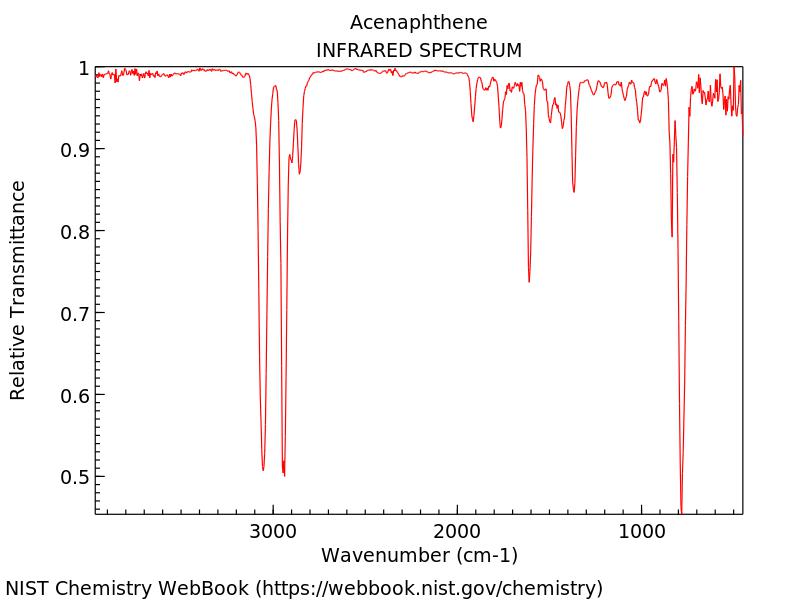 Acenaphthene
INFRARED SPECTRUM
1
0.9
0.8
0.7
0.6
0.5
Relative Transmittance
3000 2000 1000
Wavenumber (cm-1)
NIST Chemistry WebBook (https://webbook.nist.gov/chemistry)